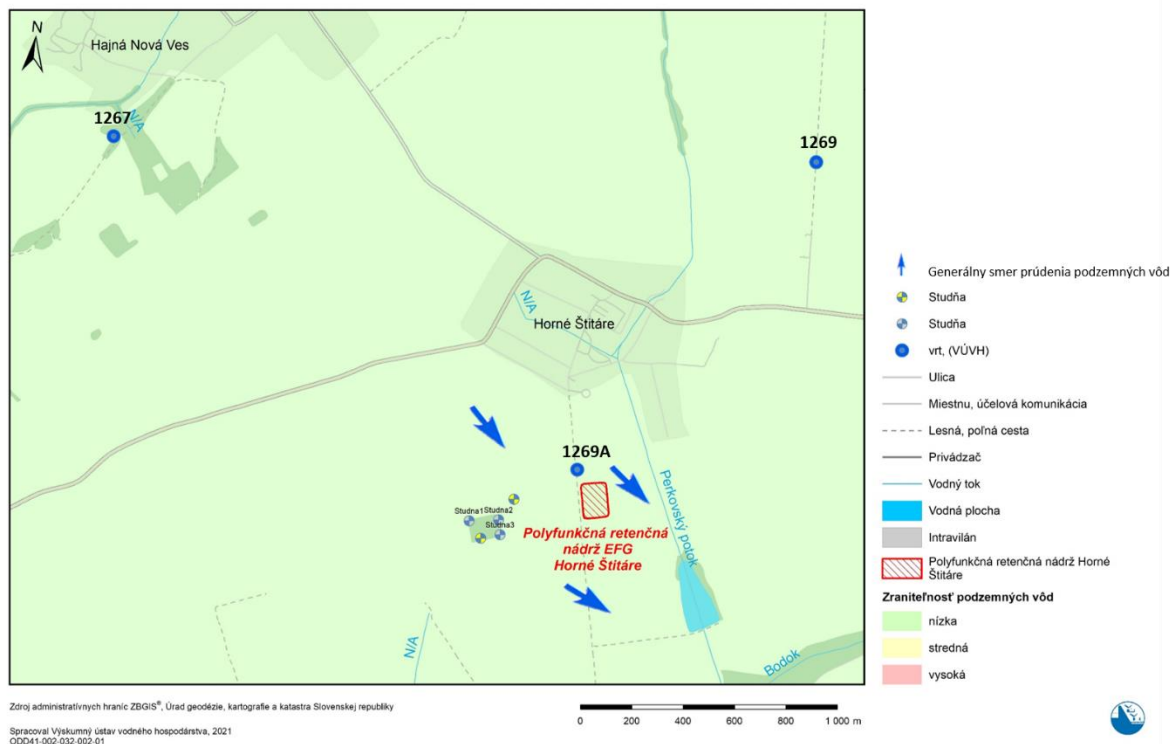 N
Hajná Nová Ves
1267
N/A
1269
N/A
Horné Štitáre
1269A
Studna1
Studna2
Studna3
Polyfunkčná retenčná
nádrž EFG
Horné Štitáre
Perkovský potok
N/A
Bodok
Generálny smer prúdenia podzemných vôd
Studňa
Studňa
vrt, (VÚVH)
Ulica
Miestnu, účelová komunikácia
Lesná, poľná cesta
Privádzač
Vodný tok
Vodná plocha
Intravilán
Polyfunkčná retenčná nádrž Horné
Štitáre
Zraniteľnosť podzemných vôd
nízka
stredná
vysoká
Zdroj administratívnych hraníc ZBGIS®, Úrad geodézie, kartografie a katastra Slovenskej republiky
Spracoval Výskumný ústav vodného hospodárstva, 2021
ODD41-002-032-002-01
0 200 400 600 800 1 000 m